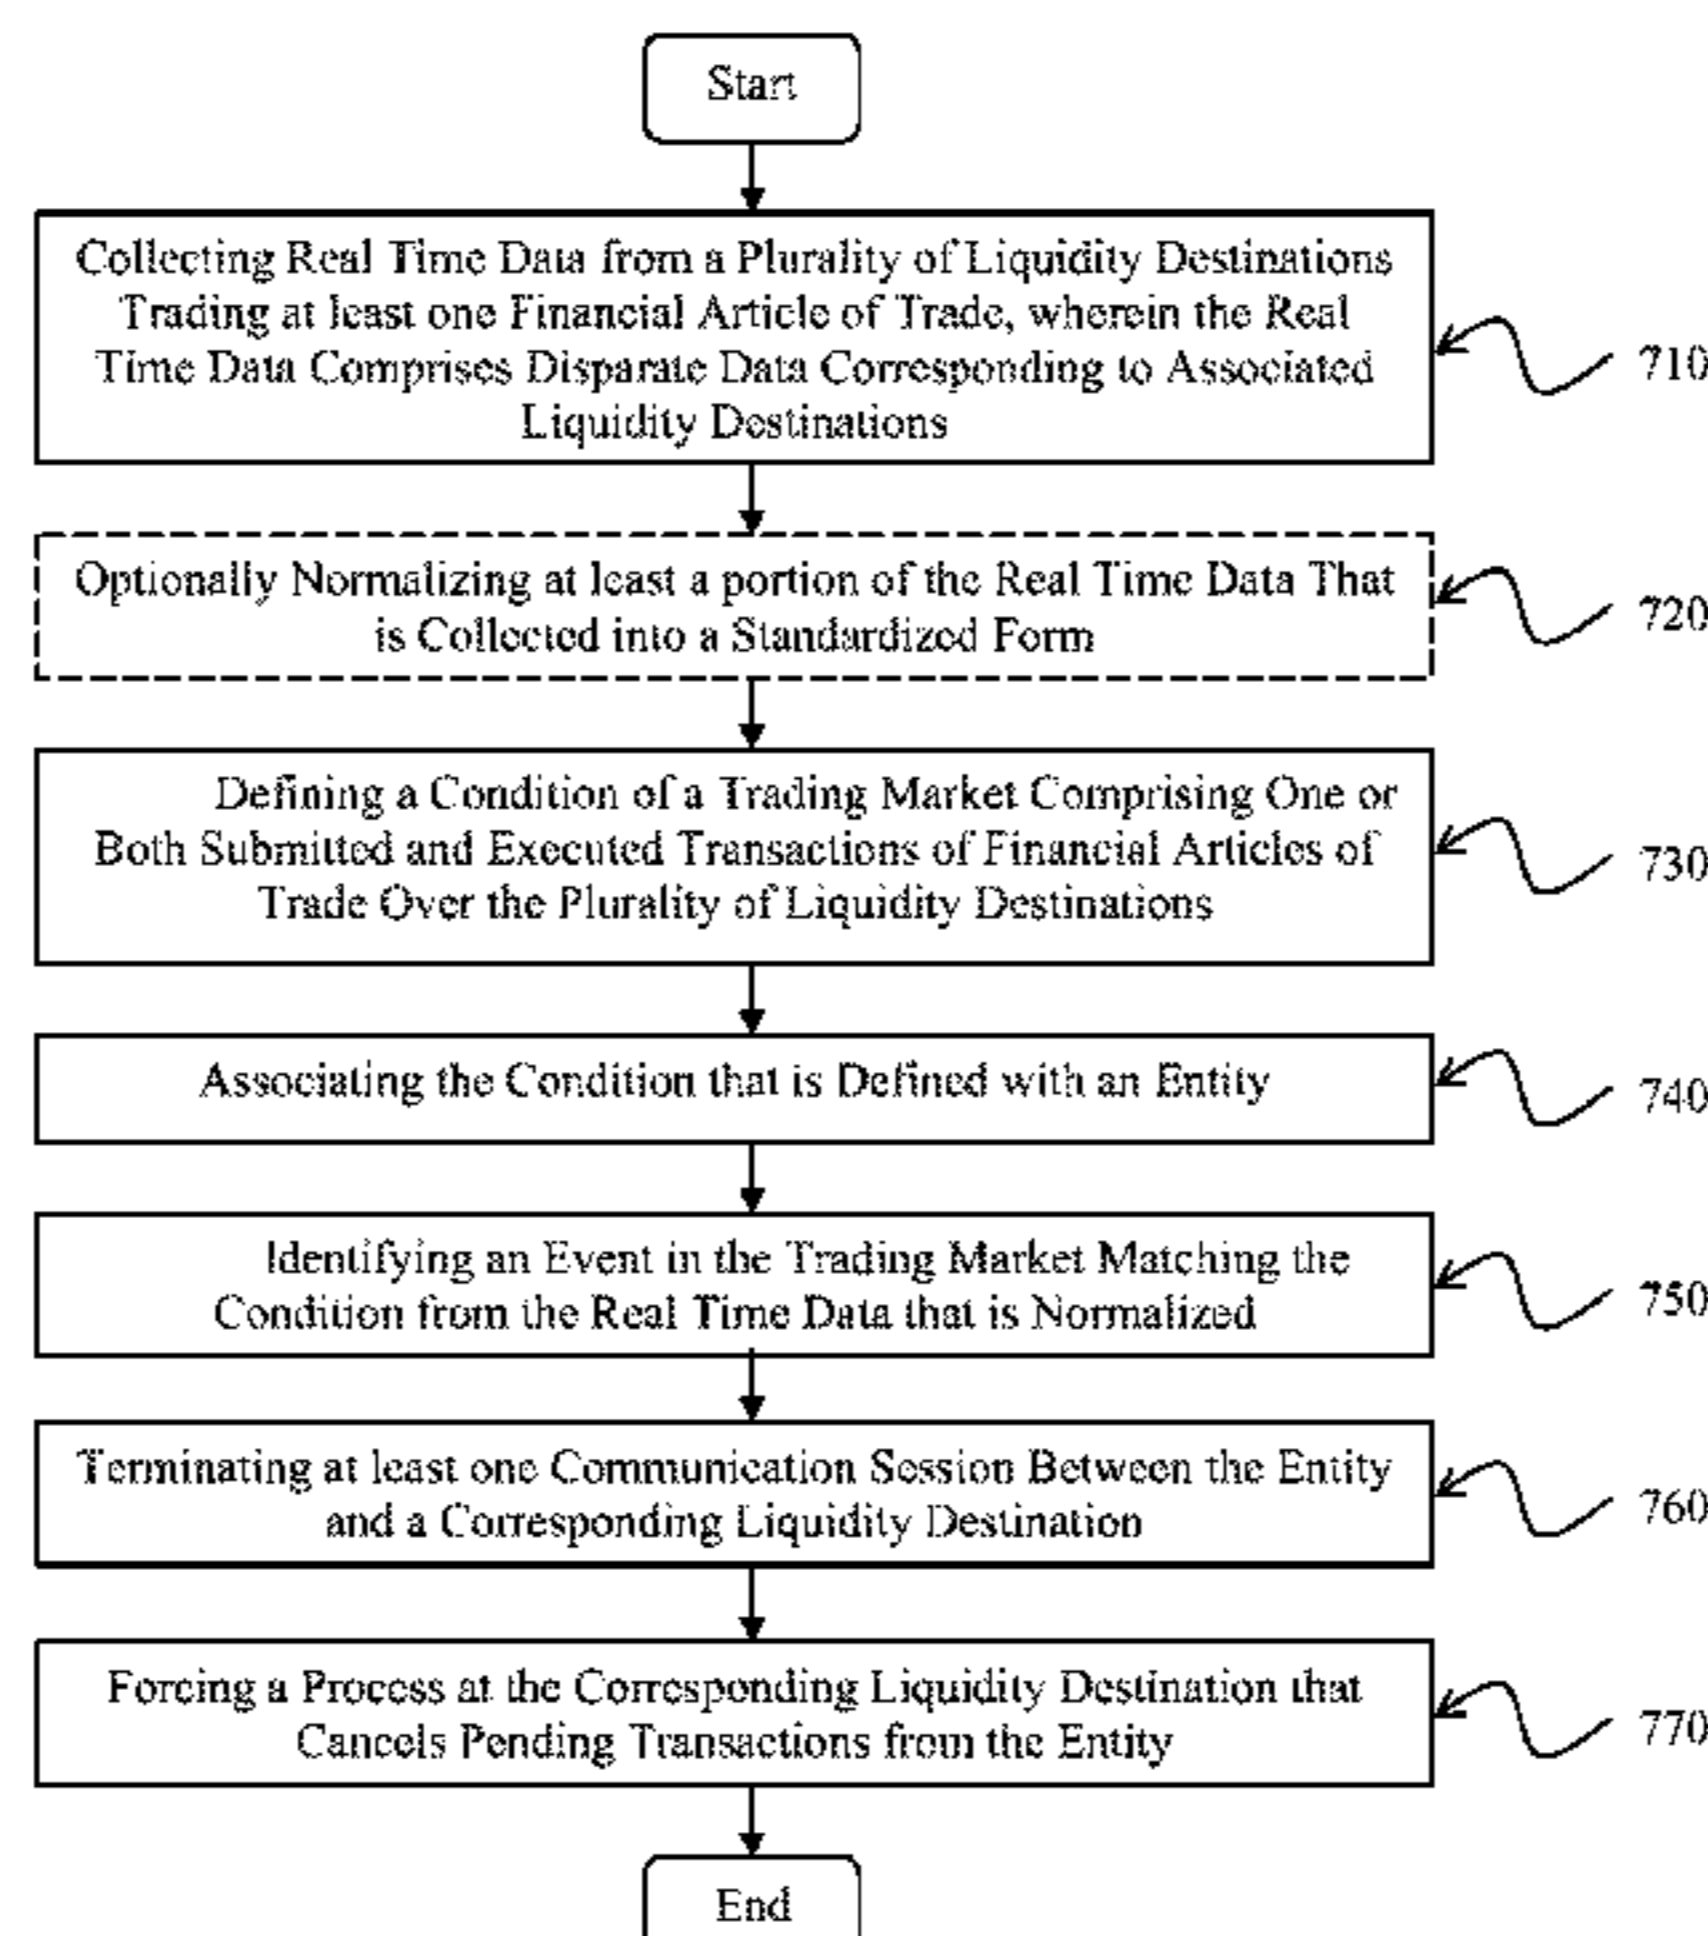 Start
Collecting Real Time Data from a Plurality of Liquidity Destinations
Trading at least one Financial Article of Trade, wherein the Real
Time Data Comprises Disparate Data Corresponding to Associated
Liquidity Destinations
710
Optionally Normalizing at least a portion of the Real Time Data That
is Collected into a Standardized Form
720
Defining a Condition of a Trading Market Comprising One or
Both Submitted and Executed Transactions of Financial Articles of
Trade Over the Plurality of Liquidity Destinations
730
Associating the Condition that is Defined with an Entity
740
Identifying an Event in the Trading Market Matching the
Condition from the Real Time Data that is Normalized
750
Terminating at least one Communication Session Between the Entity
and a Corresponding Liquidity Destination
760
Forcing a Process at the Corresponding Liquidity Destination that
Cancels Pending Transactions from the Entity
770
End